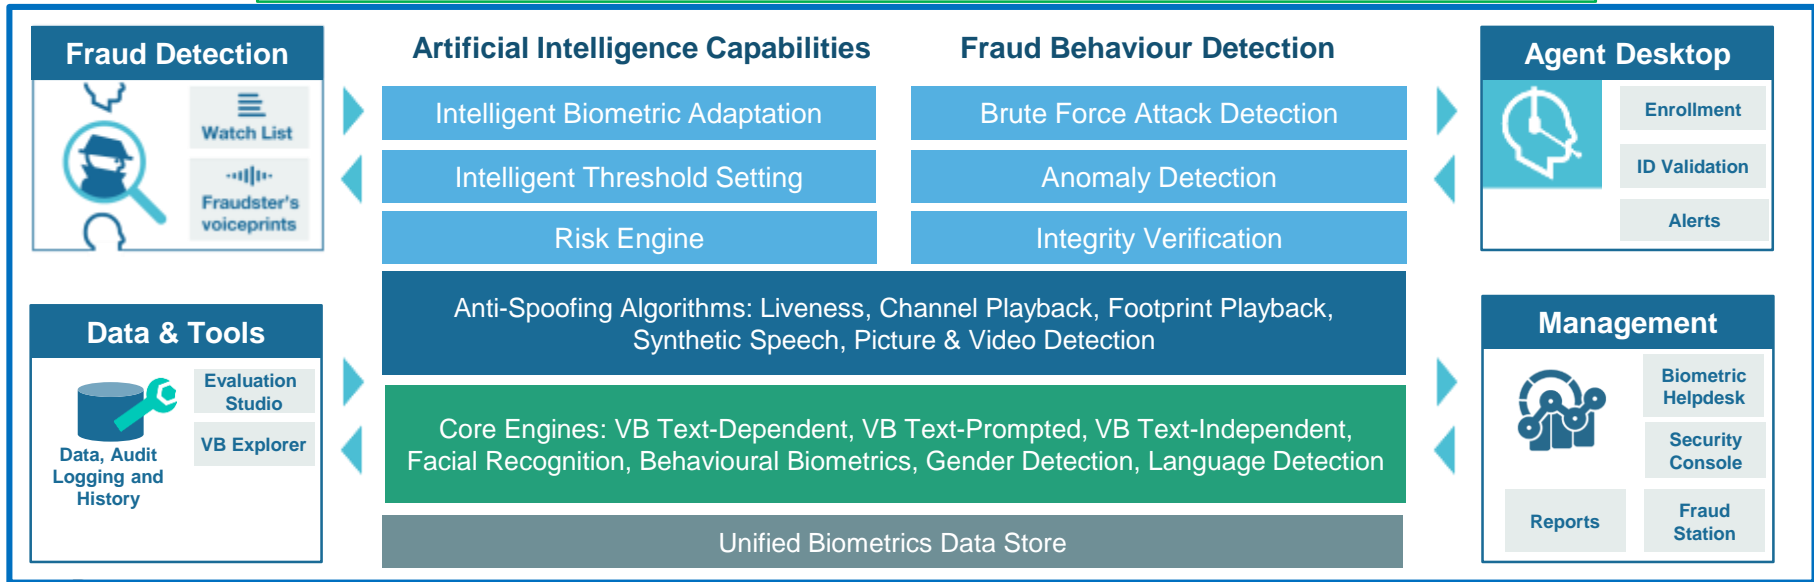 Fraud Detection
Watch List
Fraudster's
voiceprints
Artificial Intelligence Capabilities
Intelligent Biometric Adaptation
Intelligent Threshold Setting
Risk Engine
Fraud Behaviour Detection
Brute Force Attack Detection
Anomaly Detection
Integrity Verification
Agent Desktop
Enrollment
ID Validation
Alerts
Anti-Spoofing Algorithms: Liveness, Channel Playback, Footprint Playback,
Synthetic Speech, Picture & Video Detection
Data & Tools
Evaluation
Studio
VB Explorer
Data, Audit
Logging and
History
Core Engines: VB Text-Dependent, VB Text-Prompted, VB Text-Independent,
Facial Recognition, Behavioural Biometrics, Gender Detection, Language Detection
Unified Biometrics Data Store
Management
Biometric
Helpdesk
Security
Console
Reports
Fraud
Station